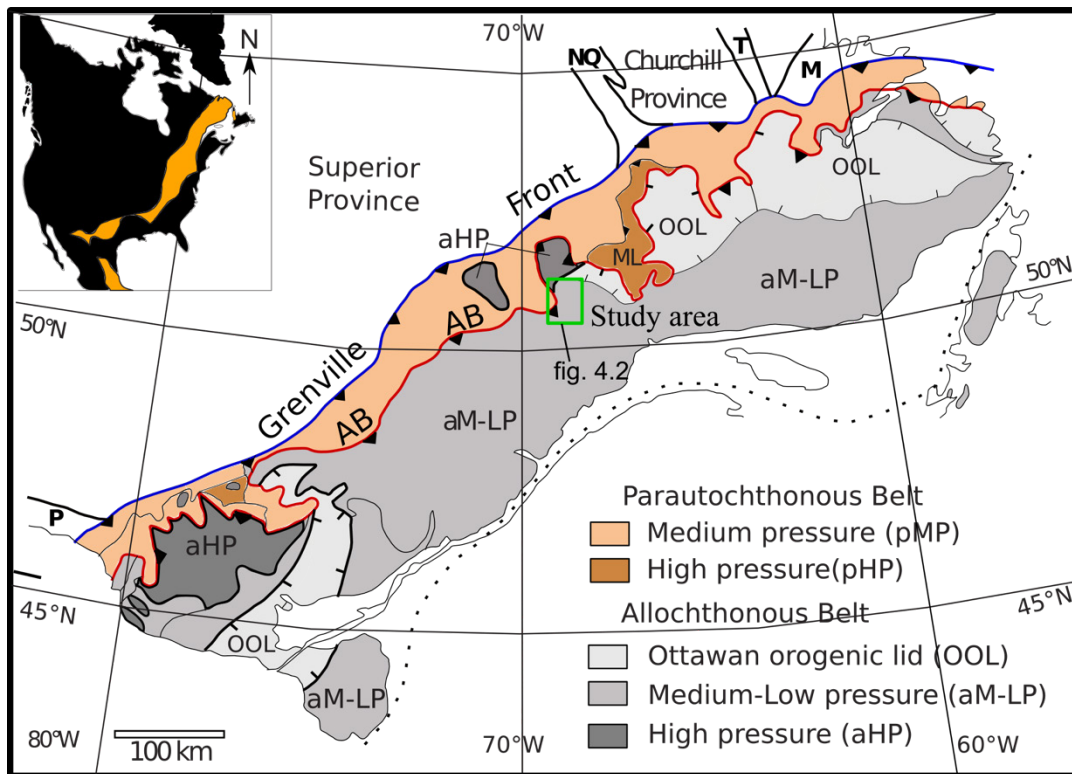 N
70°W
NQ
Churchill
Province
T
M
Superior
Province
Front
OOL
aHP
OOL
ML
aM-LP
50°N
50°N
AB
Study area
fig. 4.2
Grenville
AB
aM-LP
P
aHP
Parautochthonous Belt
Medium pressure (pMP)
High pressure(pHP)
45°N
45°N
Allochthonous Belt
OOL
Ottawan orogenic lid (OOL)
aM-LP
Medium-Low pressure (aM-LP)
High pressure (aHP)
80°W
100 km
70°W
60°W